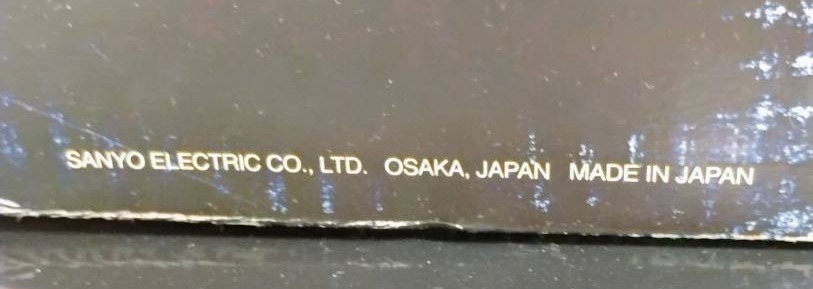 SANYO ELECTRIC CO., LTD. OSAKA, JAPAN MADE IN JAPAN